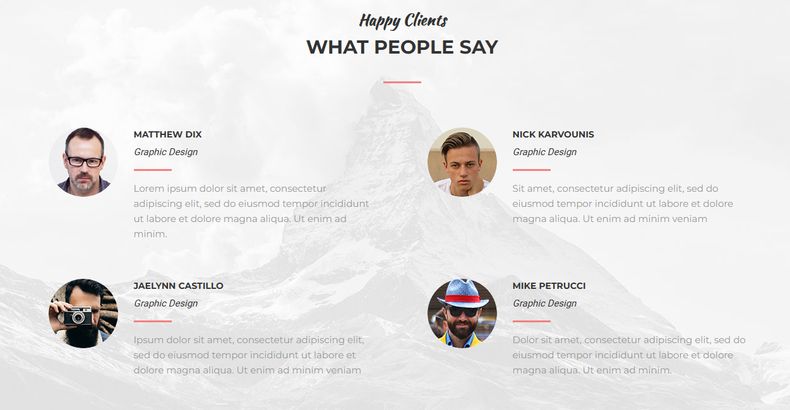 Happy Clients
WHAT PEOPLE SAY
MATTHEW DIX
Graphic Design
Lorem ipsum dolor sit amet, consectetur
adipiscing elit, sed do eiusmod tempor incididunt
ut labore et dolore magna aliqua. Ut enim ad
minim.
NICK KARVOUNIS
Graphic Design
Sit amet, consectetur adipiscing elit, sed do
eiusmod tempor incididunt ut labore et dolore
magna aliqua. Ut enim ad minim veniam
JAELYNN CASTILLO
Graphic Design
Ipsum dolor sit amet, consectetur adipiscing elit,
sed do eiusmod tempor incididunt ut labore et
dolore magna aliqua. Ut enim ad minim veniam
MIKE PETRUCCI
Graphic Design
Dolor sit amet, consectetur adipiscing elit, sed do
eiusmod tempor incididunt ut labore et dolore
magna aliqua. Ut enim ad minim.